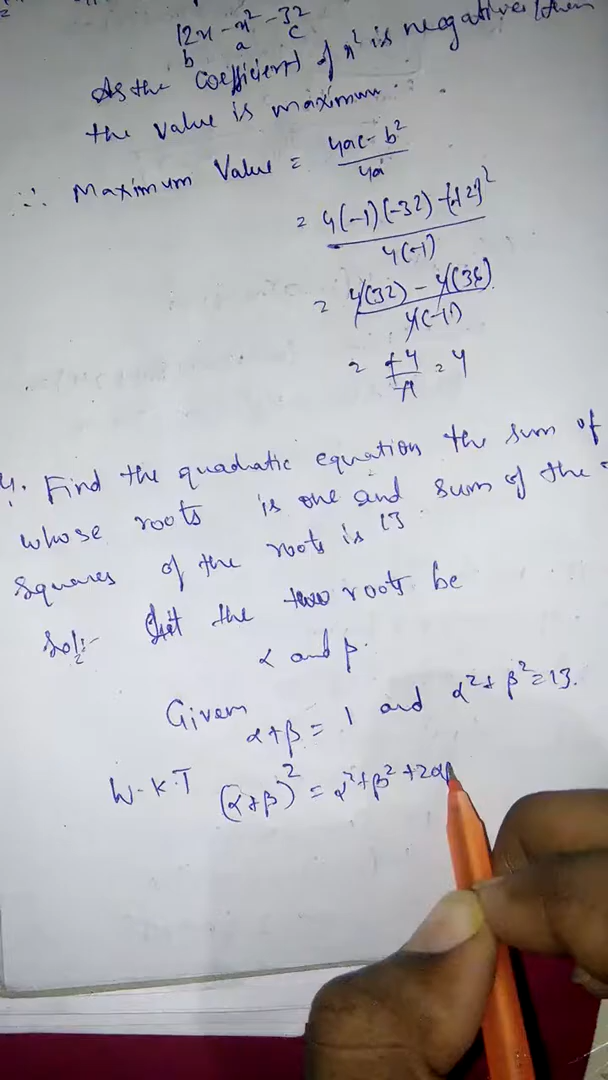 12x - x² - 32
b a c
As the coefficient of x² is negative, then
the value is maximum.
∴ Maximum Value = 4ac - b² / 4a
= 4(-1)(-32) - (12)² / 4(-1)
= 4(32) - 4(36) / 4(-1)
= -4 / -1 = 4
4. Find the quadratic equation the sum of
whose roots is one and sum of the
squares of the roots is 13.
Sol:- Let the two roots be
α and β.
Given α+β = 1 and α²+β²=13.
W.K.T (α+β)² = α²+β²+2αβ